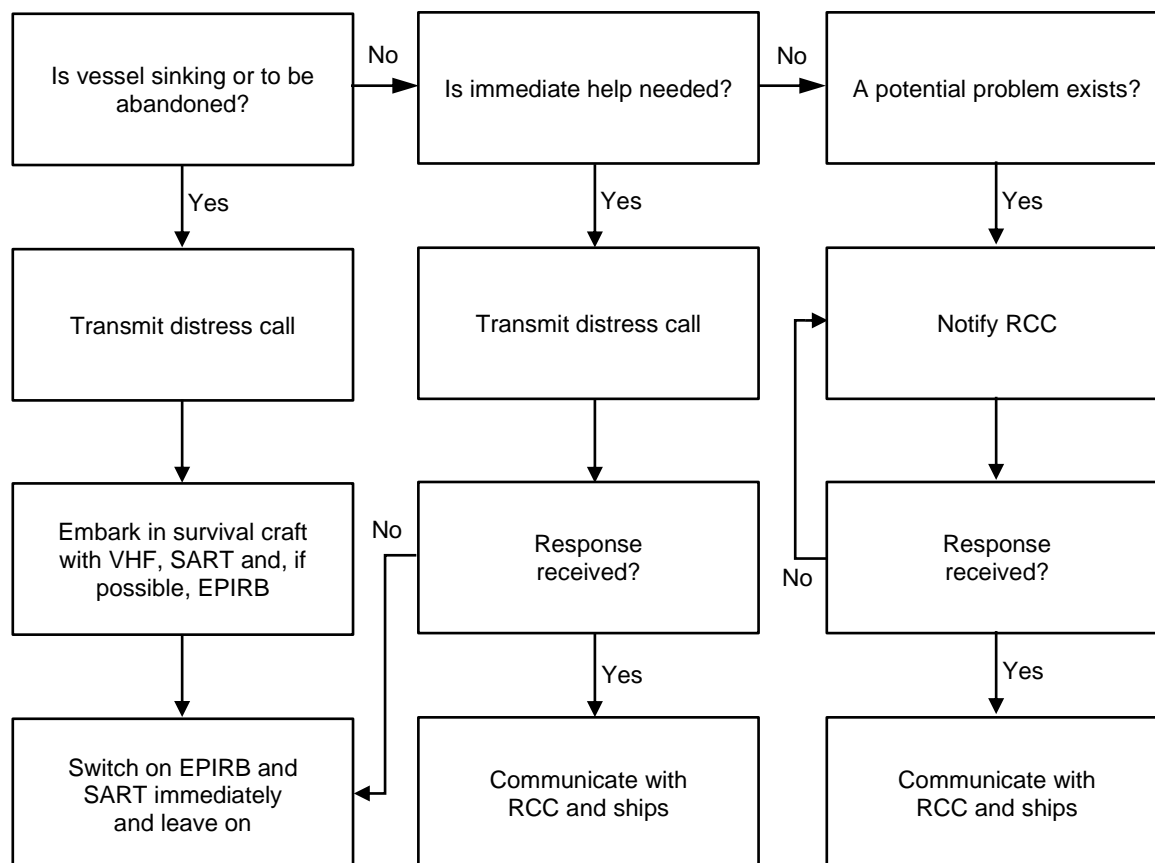 Is vessel sinking or to be
abandoned?
No
Is immediate help needed?
No
A potential problem exists?
Yes
Yes
Yes
Transmit distress call
Transmit distress call
Notify RCC
Embark in survival craft
with VHF, SART and, if
possible, EPIRB
No
Response
received?
No
Response
received?
Yes
Yes
Switch on EPIRB and
SART immediately
and leave on
Communicate with
RCC and ships
Communicate with
RCC and ships